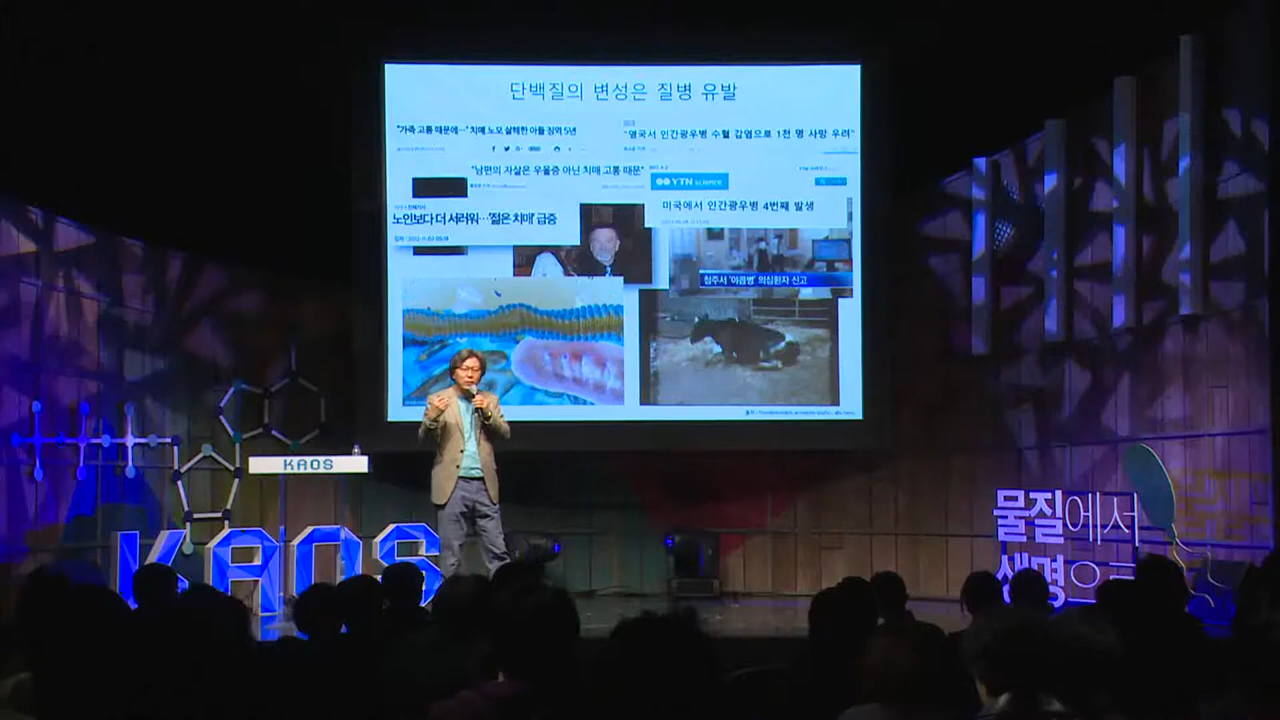 단백질의 변성은 질병 유발
"가족 고통 때문에…" 치매 노모 살해한 아들 징역 5년
"영국서 인간광우병 수혈 감염으로 1천 명 사망 우려"
"남편의 자살은 우울증 아닌 치매 고통 때문"
YTN science
노인보다 더 서러워…'젊은 치매' 급증
미국에서 인간광우병 4번째 발생
청주서 '야콥병' 의심환자 신고
KAOS
KAOS
물질에서
생명으로